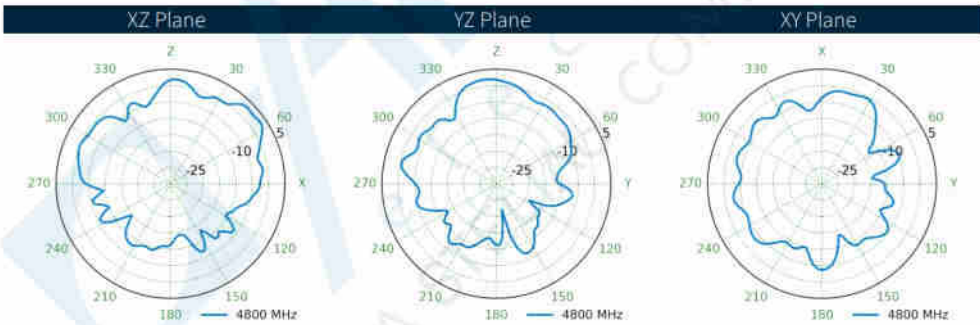 XZ Plane YZ Plane XY Plane
Z Z X
330 30 330 30 330 30
300 60 300 60 300 60
5 5 5
-10 -10 -10
-25 -25 -25
270 X 270 Y 270 Y
240 120 240 120 240 120
210 150 210 150 210 150
180 4800 MHz 180 4800 MHz 180 4800 MHz